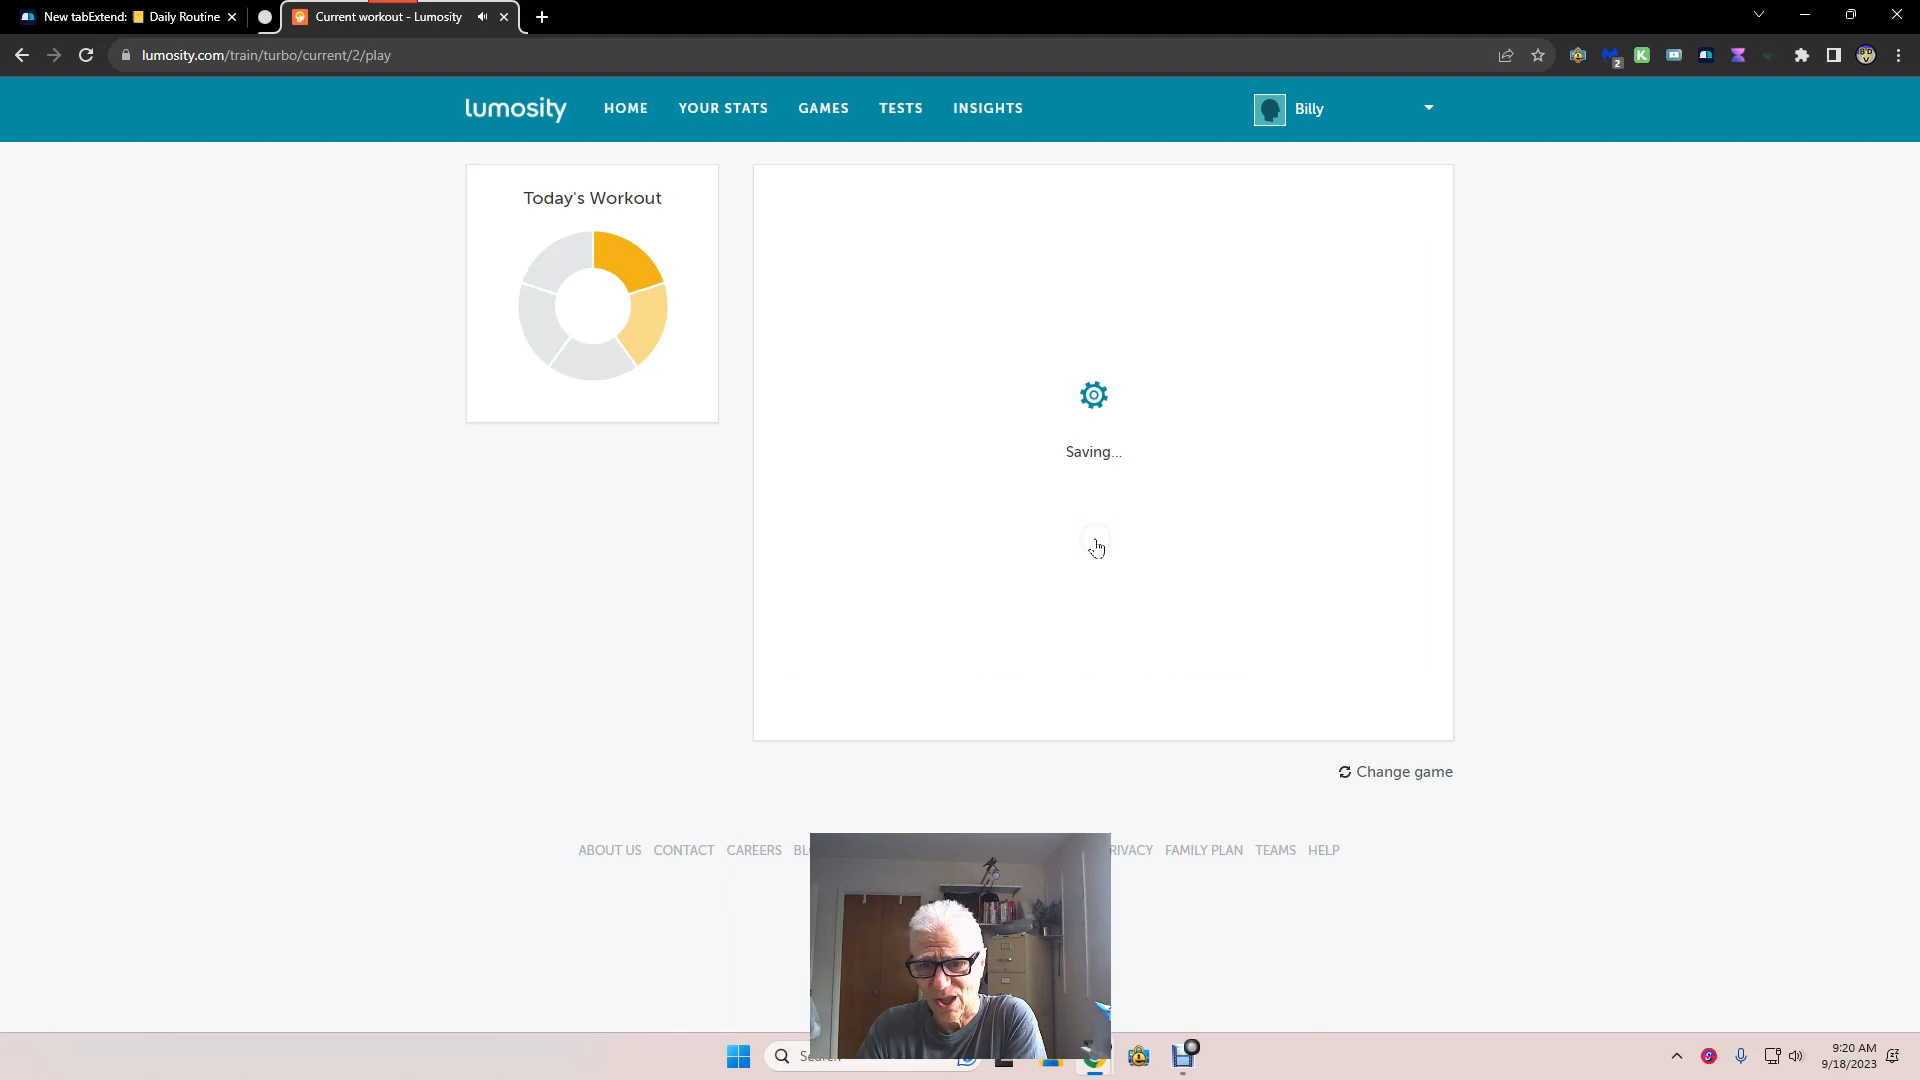 New tabExtend: Daily Routine
Current workout - Lumosity
lumosity.com/train/turbo/current/2/play
2
K
lumosity
HOME
YOUR STATS
GAMES
TESTS
INSIGHTS
Billy
Today's Workout
Saving...
Change game
ABOUT US CONTACT CAREERS
FAMILY PLAN TEAMS HELP
9:20 AM
9/18/2023